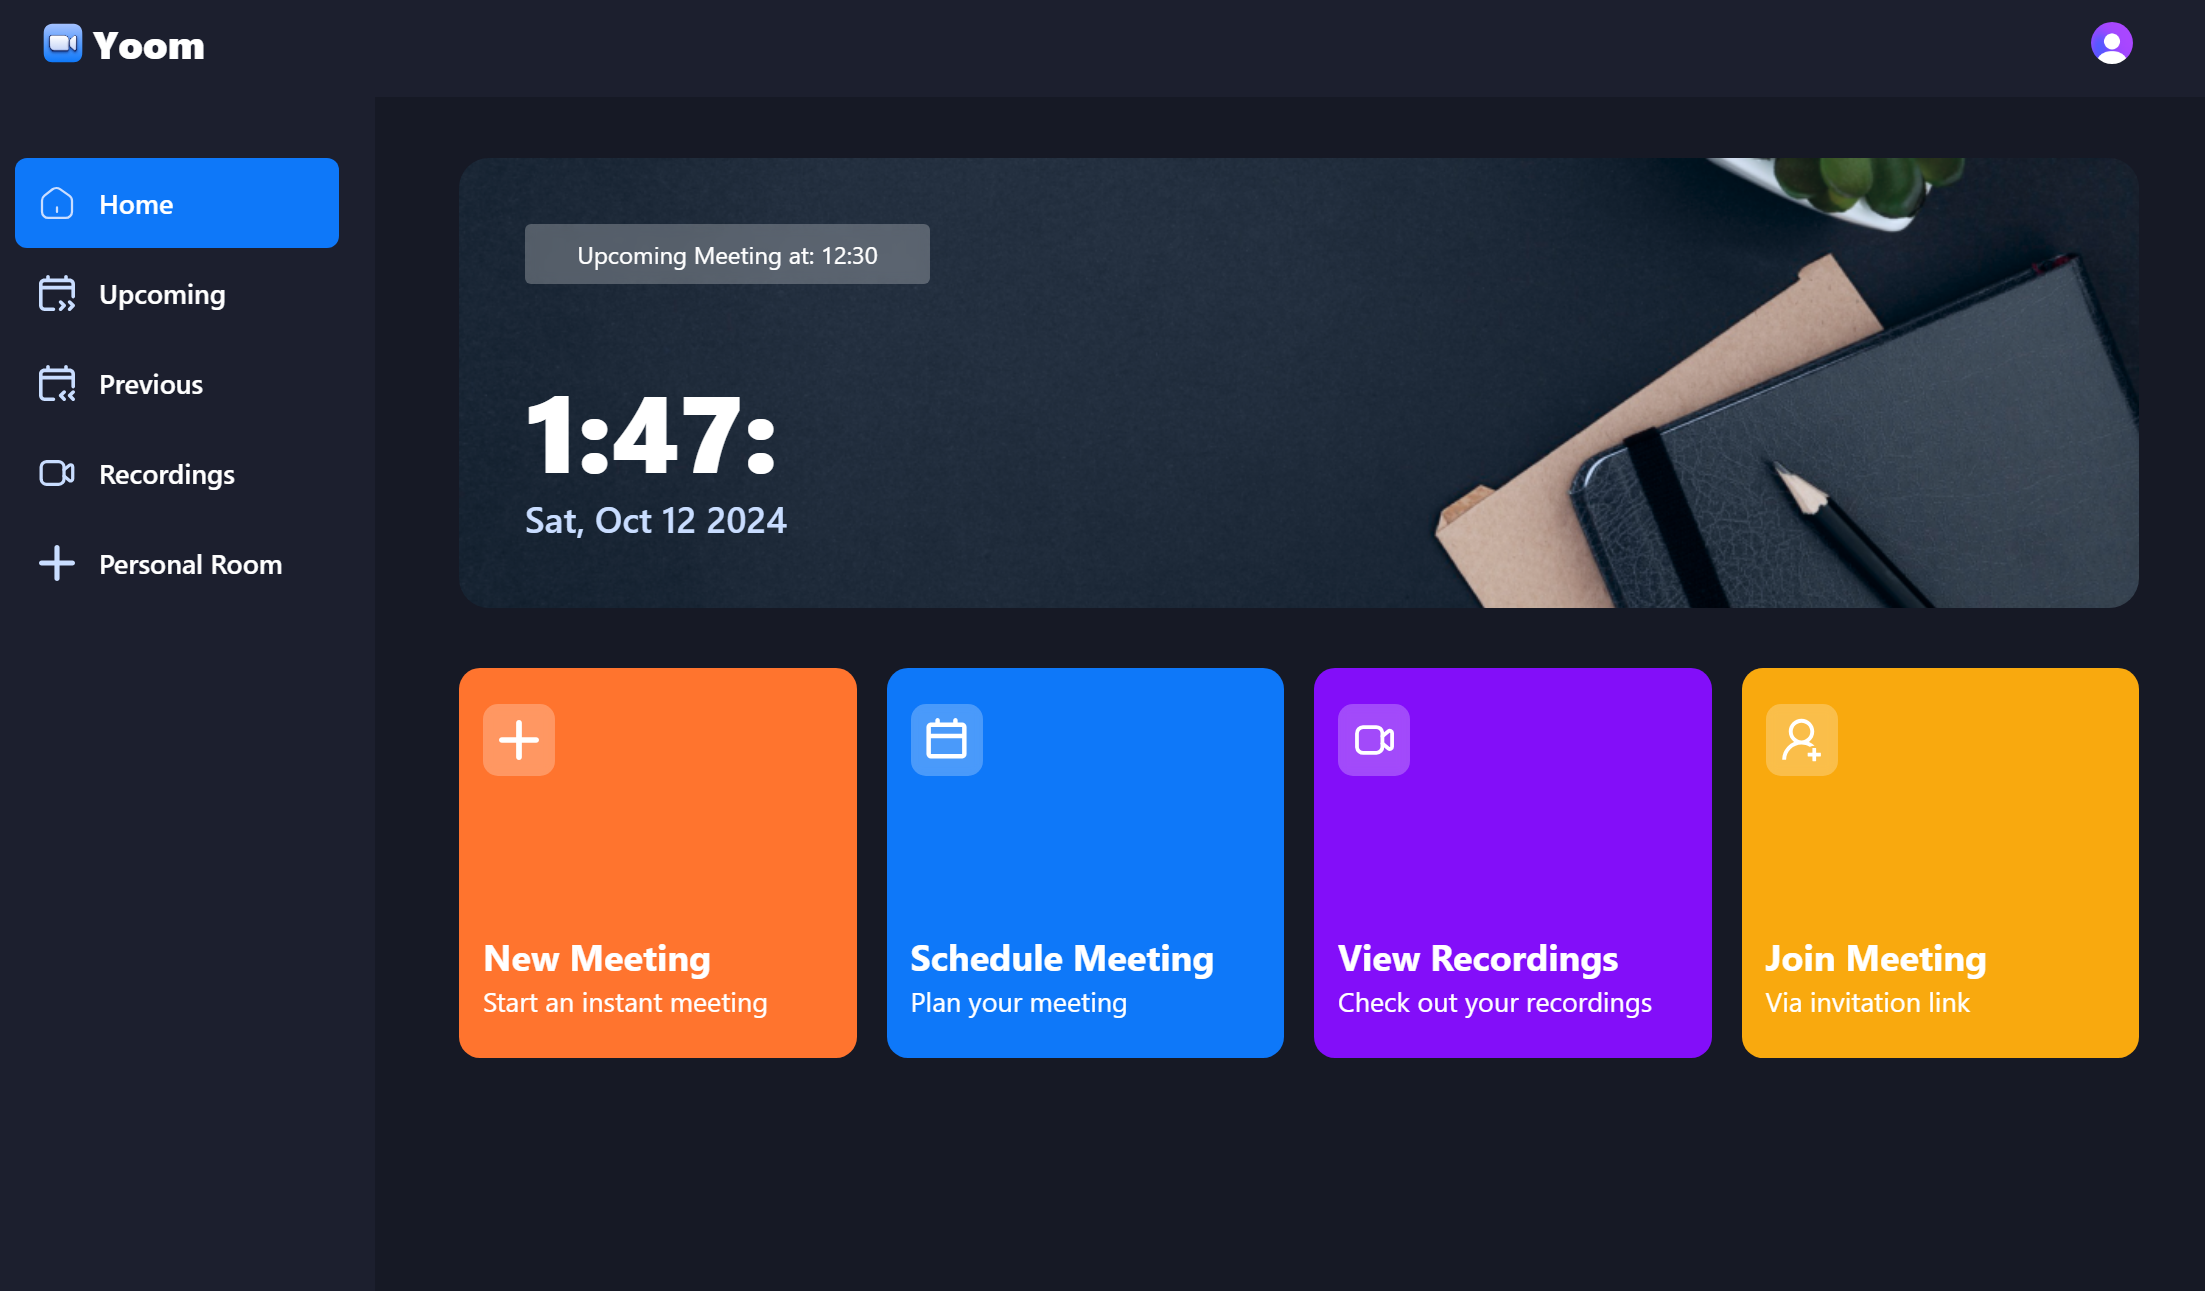 Yoom
Home
Upcoming
Previous
Recordings
Personal Room
Upcoming Meeting at: 12:30
1:47:
Sat, Oct 12 2024
New Meeting
Start an instant meeting
Schedule Meeting
Plan your meeting
View Recordings
Check out your recordings
Join Meeting
Via invitation link